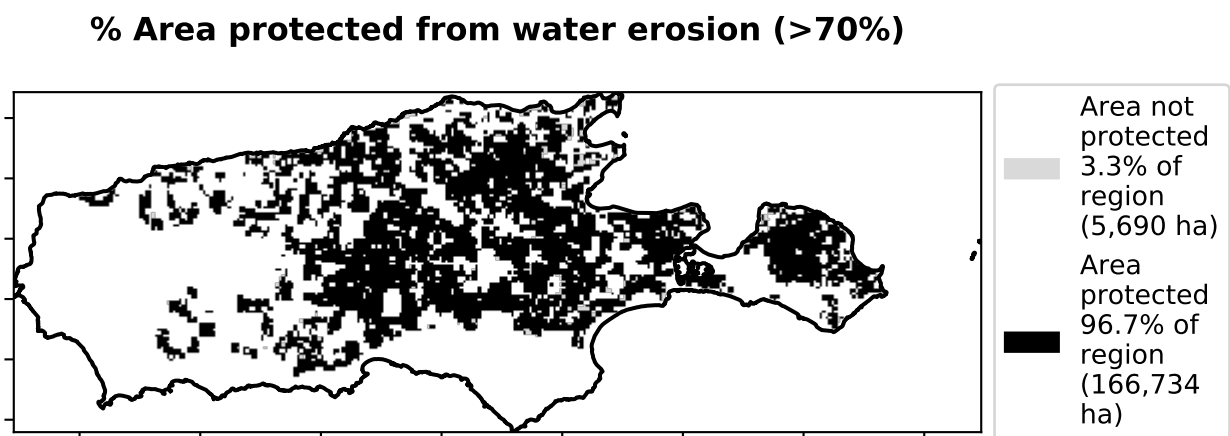 % Area protected from water erosion (>70%)
Area not
protected
3.3% of
region
(5,690 ha)
Area
protected
96.7% of
region
(166,734
ha)